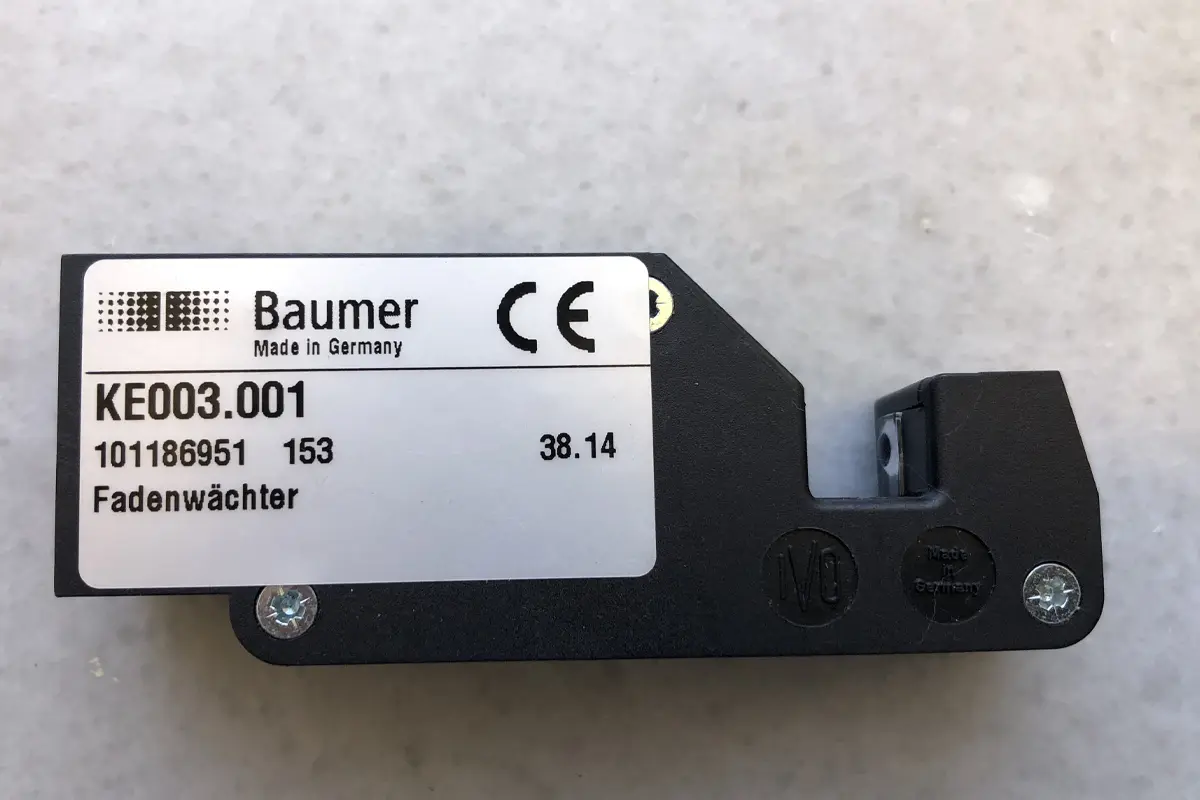 Baumer
CE
Made in Germany
KE003.001
101186951 153 38.14
Fadenwächter
IVO
Made
in
Germany